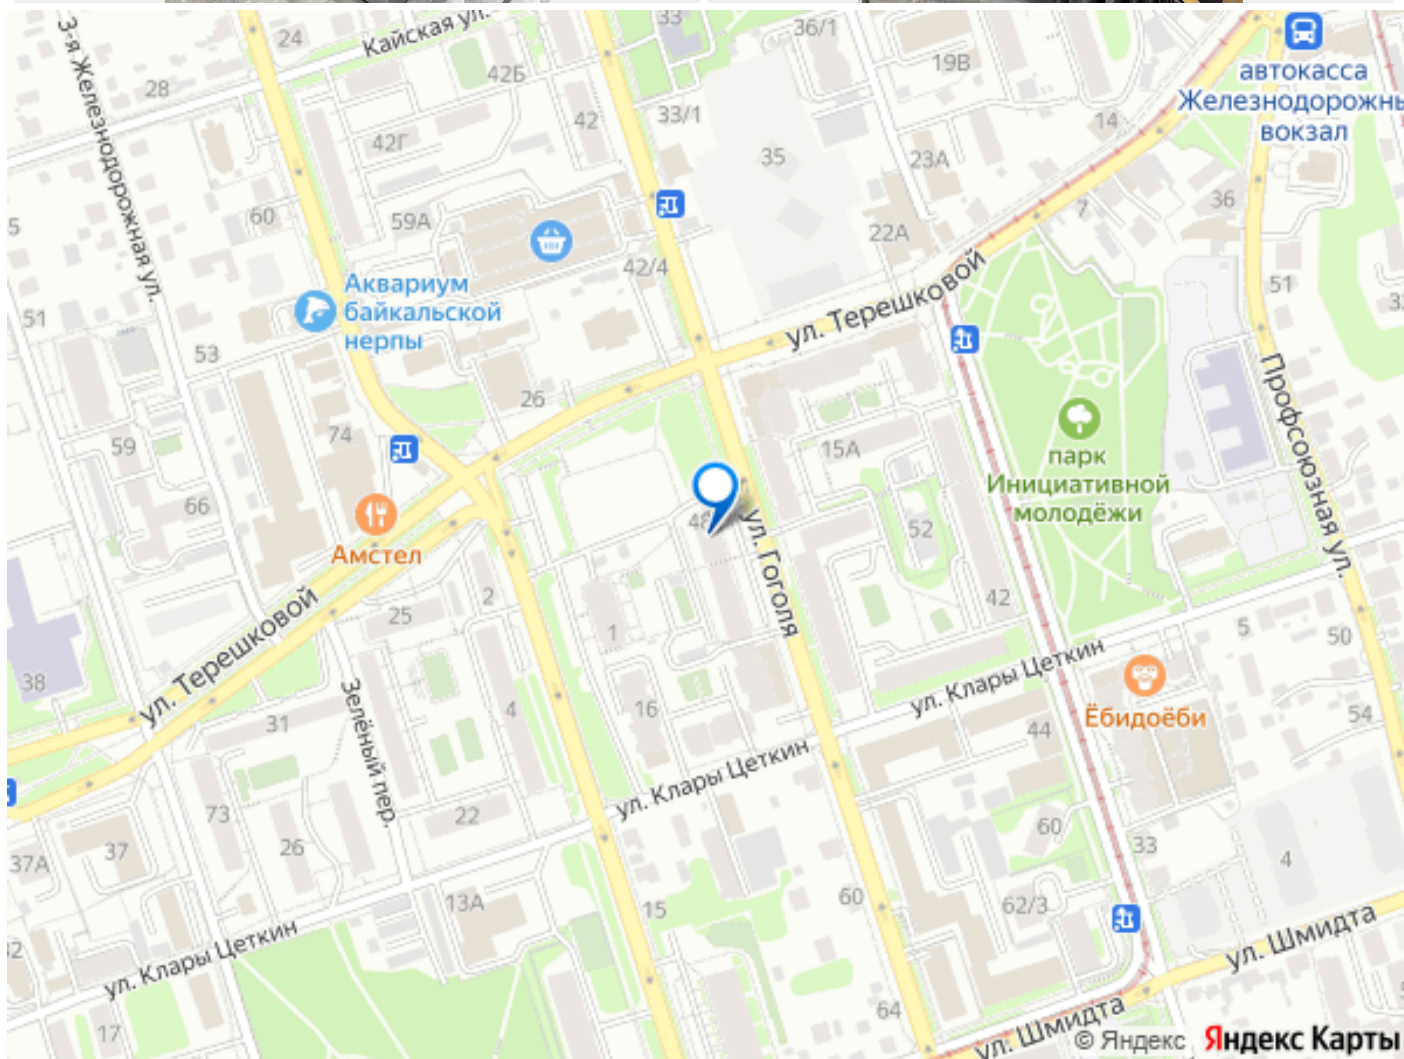 33
36/1
24
Кайская ул.
19В
42Б
28
автокасса
Железнодорожны
вокзал
3-я Железнодорожная ул.
33/1
42
14
42Г
35
23А
36
7
60
59А
5
22А
42/4
51
Аквариум
байкальской
нерпы
ул. Терешковой
51
53
26
74
15А
59
парк
Инициативной
молодёжи
Профсоюзная ул.
66
48
52
Амстел
ул. Гоголя
2
42
25
1
5
50
ул. Терешковой
38
ул. Клары Цеткин
Зелёный пер.
4
16
Ёбидоёби
54
31
44
ул. Клары Цеткин
73
22
60
26
37
37А
33
4
13А
15
60
62/3
ул. Клары Цеткин
ул. Шмидта
64
17
ул. Шмидта
© Яндекс Яндекс Карты